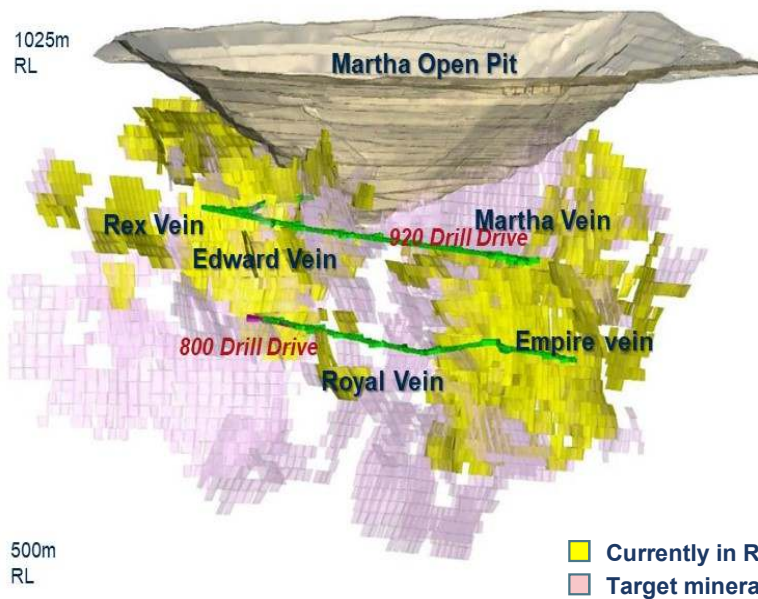 1025m
RL
Martha Open Pit
Rex Vein
Martha Vein
920 Drill Drive
Edward Vein
800 Drill Drive
Empire vein
Royal Vein
500m
RL
Currently in R
Target minera